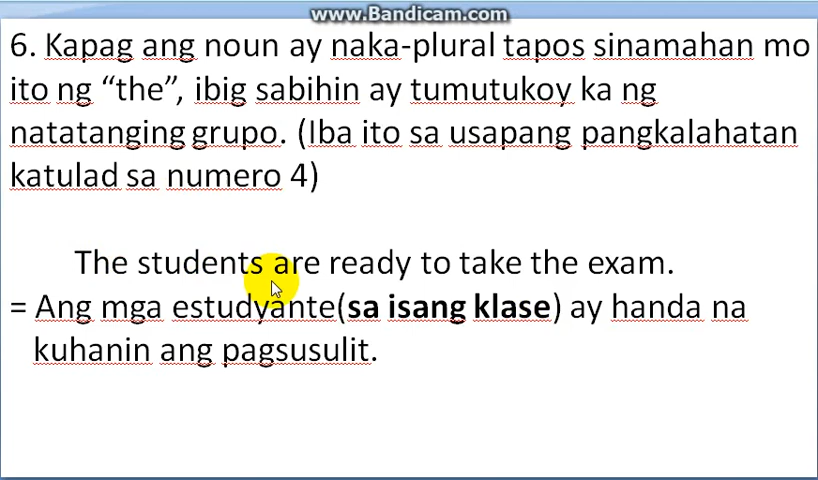 www.Bandicam.com
6. Kapag ang noun ay naka-plural tapos sinamahan mo
ito ng “the”, ibig sabihin ay tumutukoy ka ng
natatanging grupo. (Iba ito sa usapang pangkalahatan
katulad sa numero 4)
The students are ready to take the exam.
= Ang mga estudyante(sa isang klase) ay handa na
kuhanin ang pagsusulit.